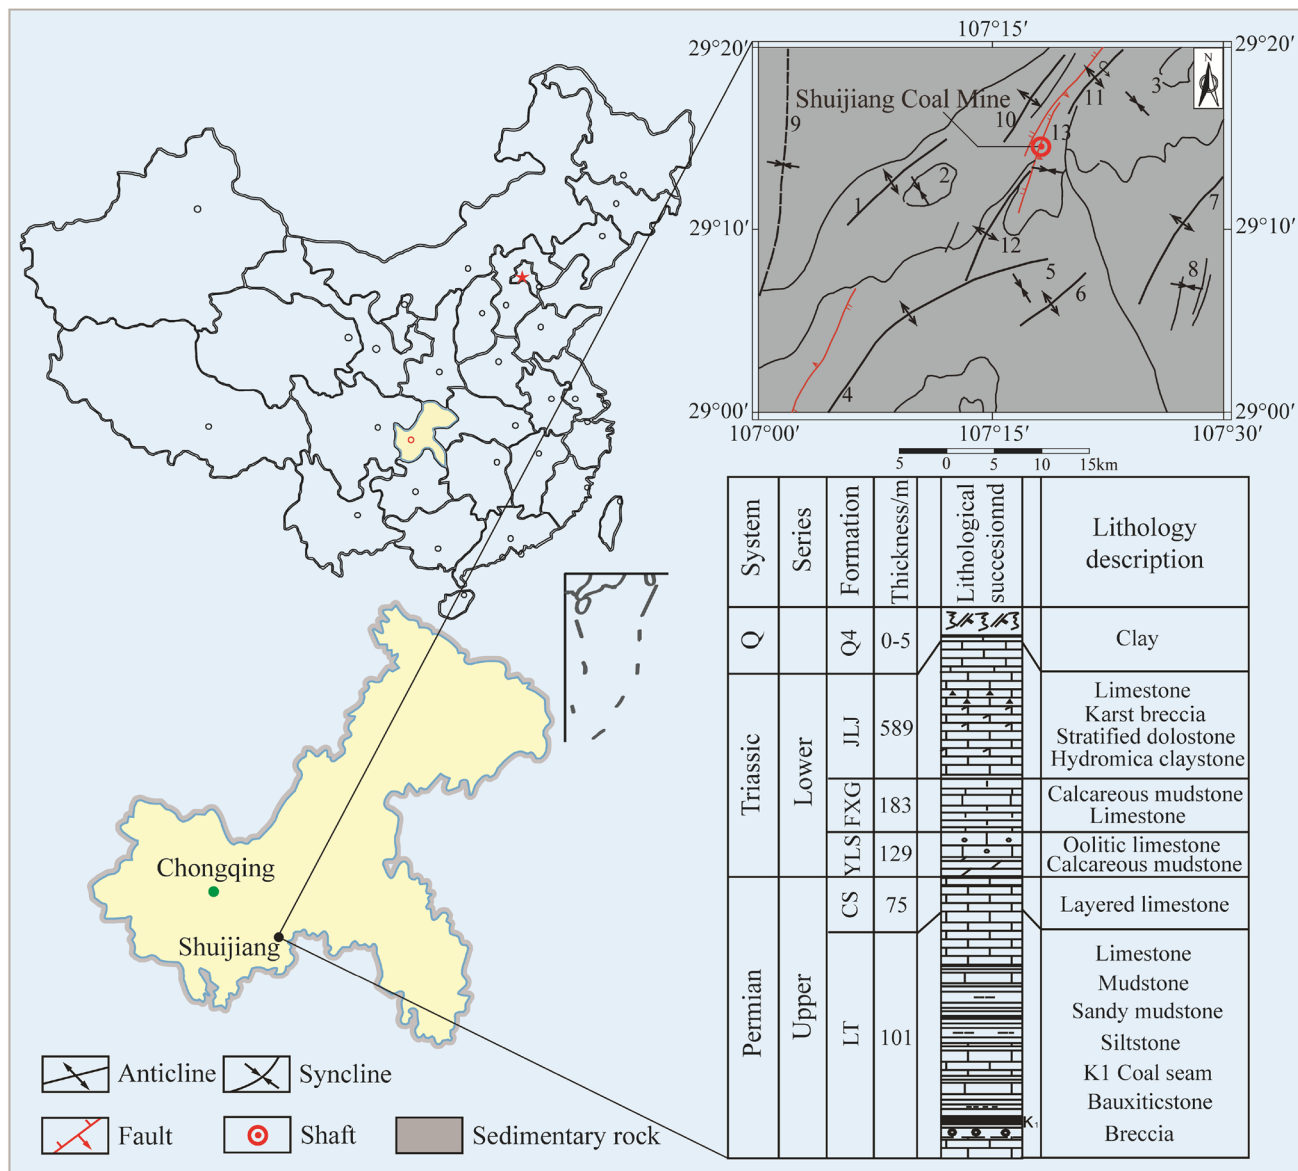 107°15′
29°20′
29°20′
N
Shuijiang Coal Mine
3
11
10
9
13
2
1
7
29°10′
29°10′
12
5
8
6
4
29°00′
29°00′
107°00′
107°15′
107°30′
5 0 5 10 15km
System
Series
Formation
Thickness/m
Lithological
succesionnd
Lithology
description
Q
Q4
0-5
Clay
Triassic
Lower
JLJ
589
Limestone
Karst breccia
Stratified dolostone
Hydromica claystone
FXG
183
Calcareous mudstone
Limestone
YLS
129
Oolitic limestone
Calcareous mudstone
Permian
Upper
CS
75
Layered limestone
LT
101
Limestone
Mudstone
Sandy mudstone
Siltstone
K1 Coal seam
Bauxiticstone
K1
Breccia
Chongqing
Shuijiang
Anticline
Syncline
Fault
Shaft
Sedimentary rock